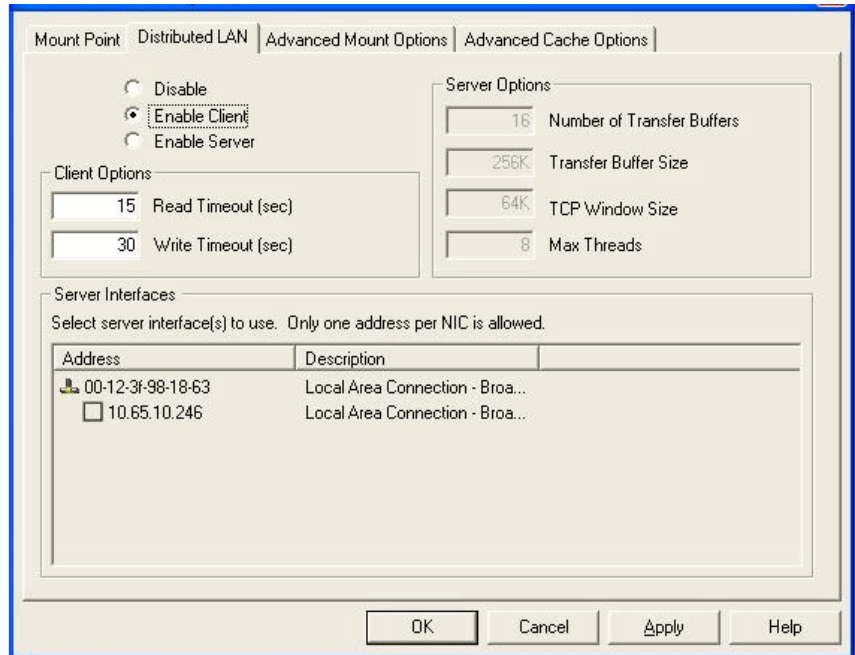 Mount Point Distributed LAN Advanced Mount Options Advanced Cache Options
Disable
Enable Client
Enable Server
Client Options
15 Read Timeout (sec)
30 Write Timeout (sec)
Server Options
16 Number of Transfer Buffers
256K Transfer Buffer Size
64K TCP Window Size
8 Max Threads
Server Interfaces
Select server interface(s) to use. Only one address per NIC is allowed.
Address Description
00-12-3f-98-18-63 Local Area Connection - Broa...
10.65.10.246 Local Area Connection - Broa...
OK Cancel Apply Help